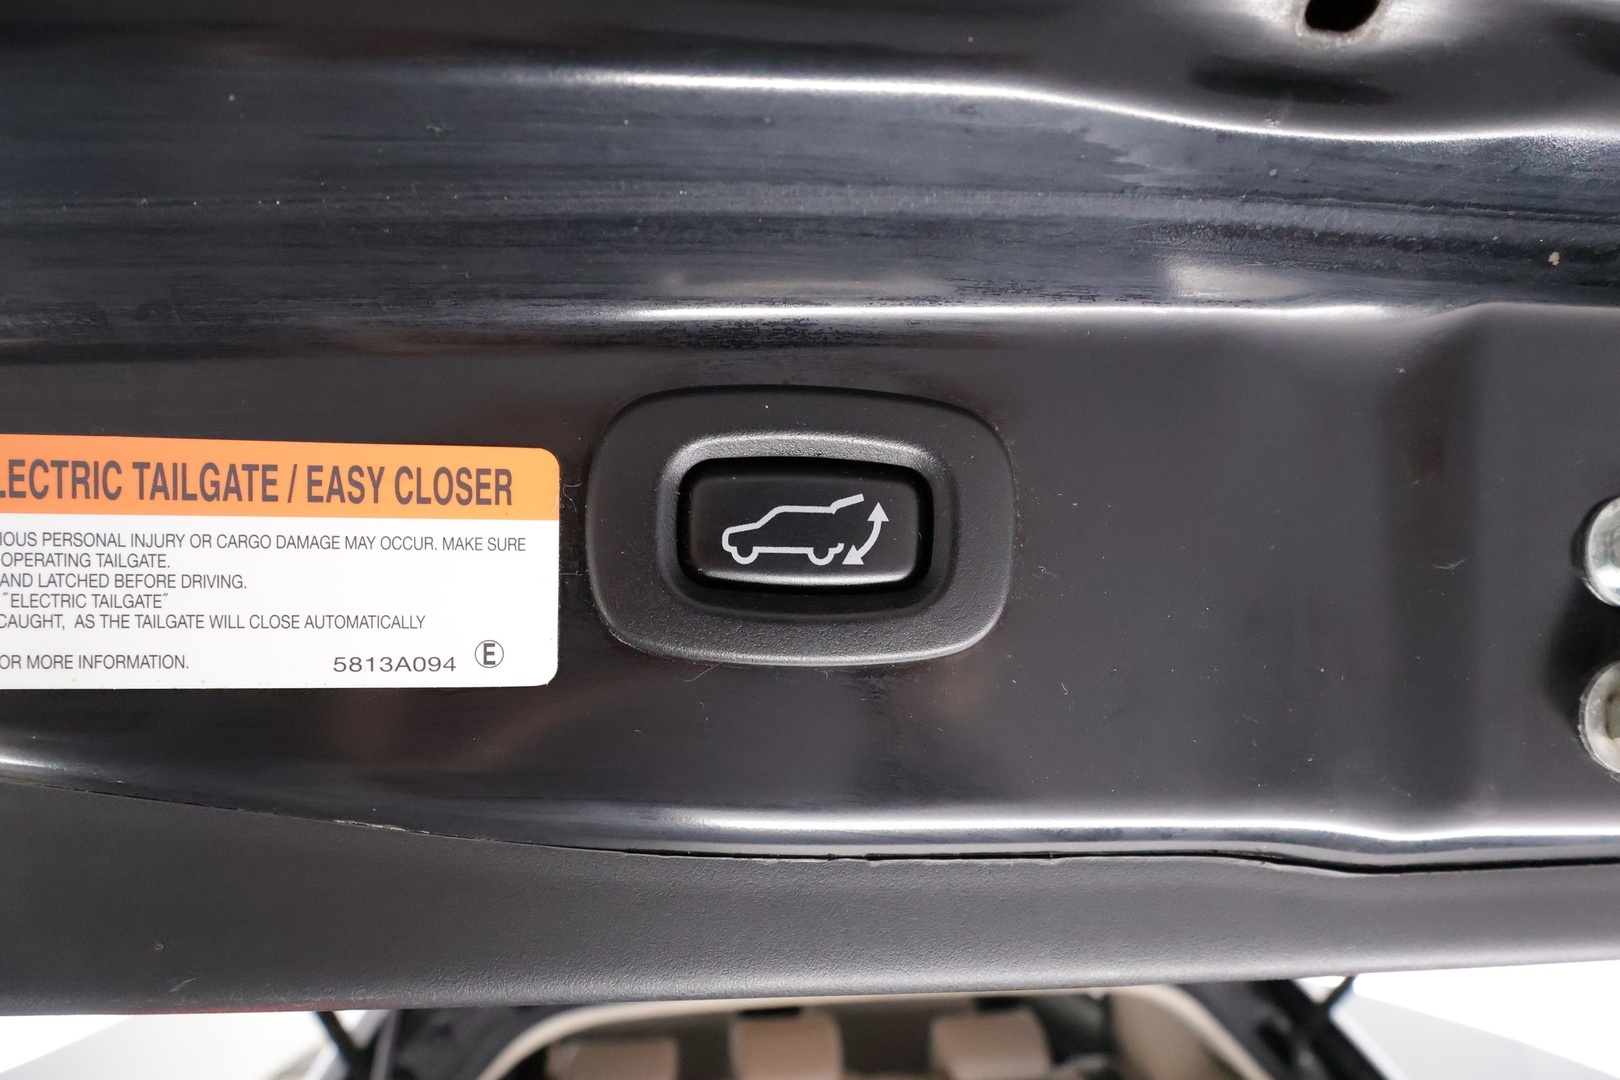 LECTRIC TAILGATE / EASY CLOSER
IOUS PERSONAL INJURY OR CARGO DAMAGE MAY OCCUR. MAKE SURE
OPERATING TAILGATE.
AND LATCHED BEFORE DRIVING.
"ELECTRIC TAILGATE"
CAUGHT, AS THE TAILGATE WILL CLOSE AUTOMATICALLY
OR MORE INFORMATION.
5813A094 E